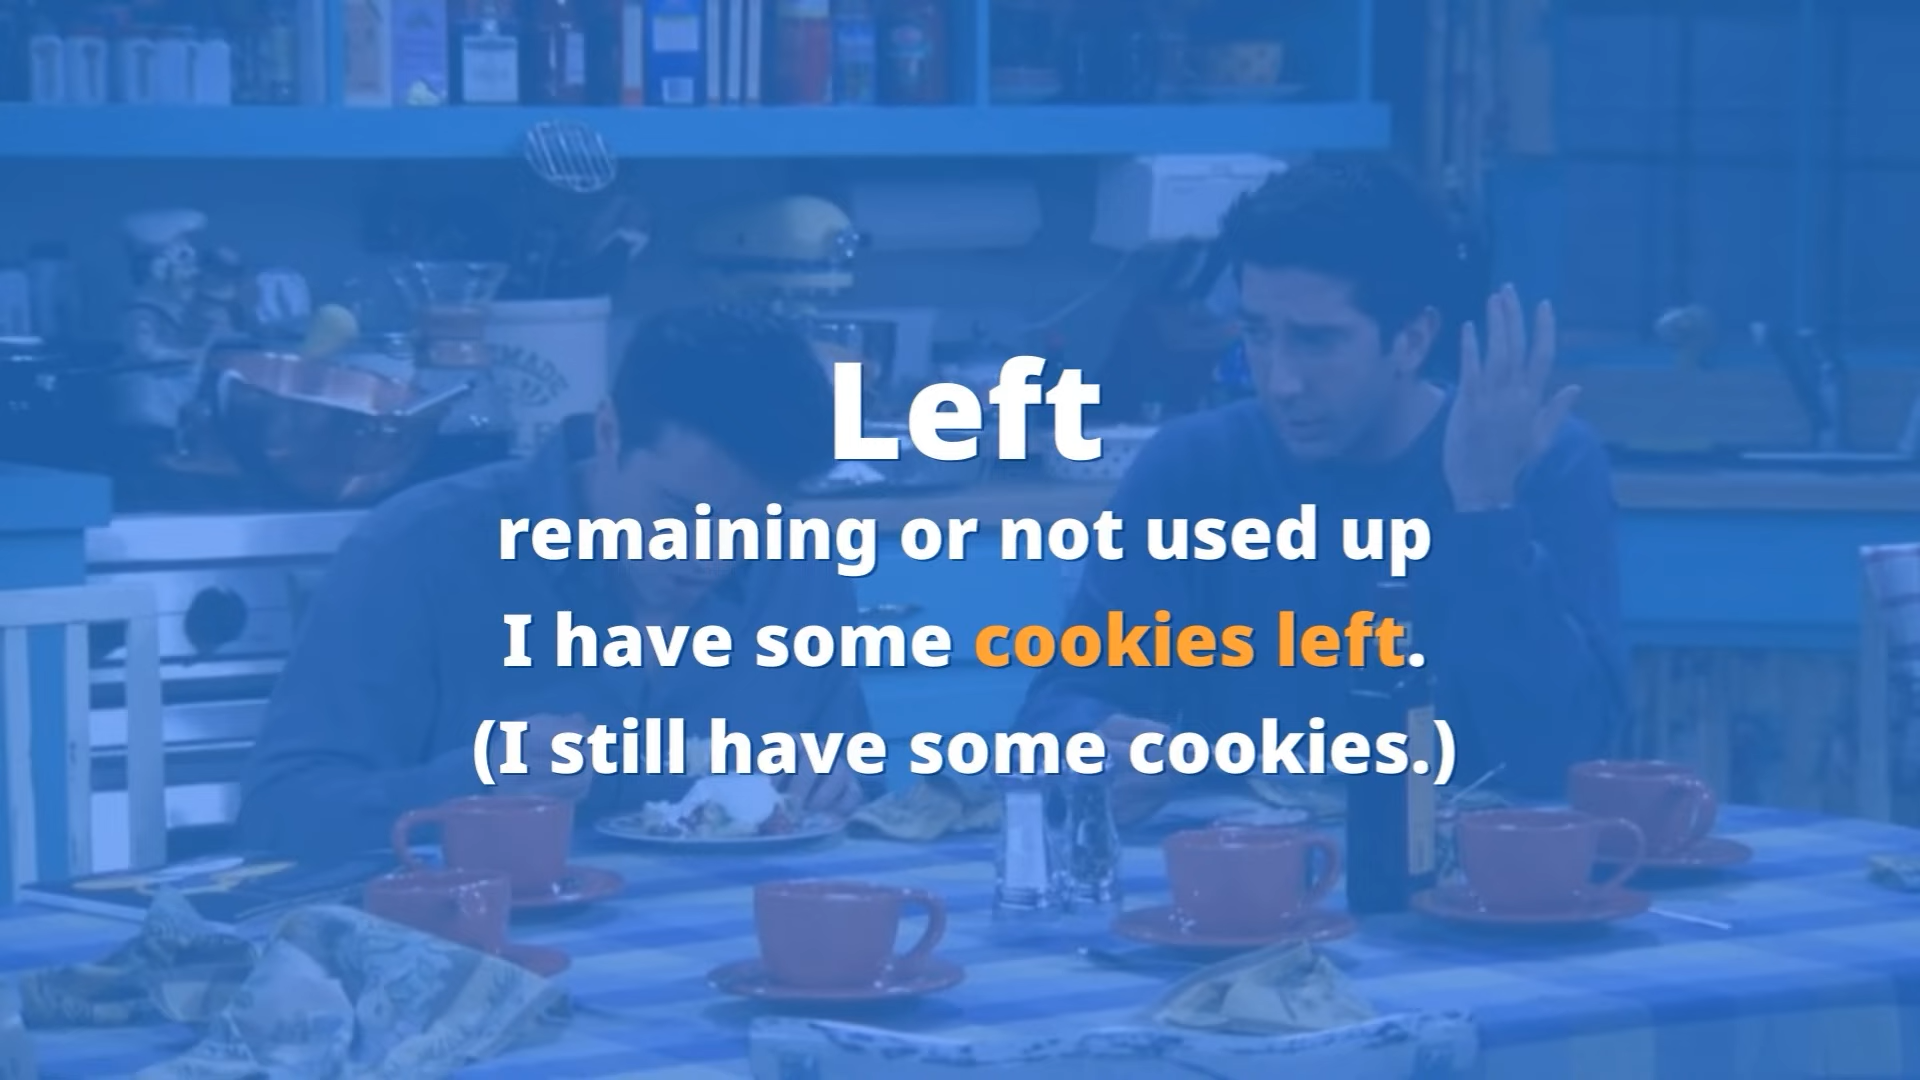 Left
remaining or not used up
I have some cookies left.
(I still have some cookies.)